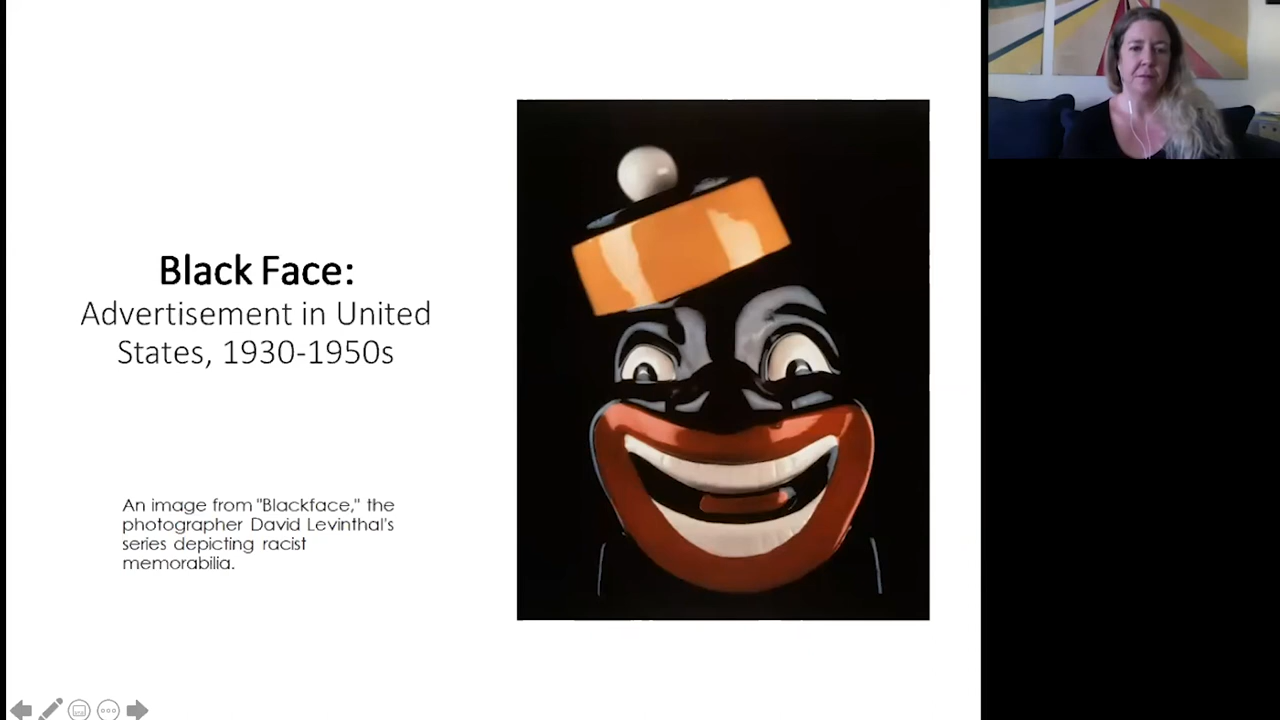 Black Face:
Advertisement in United
States, 1930-1950s
An image from "Blackface," the
photographer David Levinthal's
series depicting racist
memorabilia.